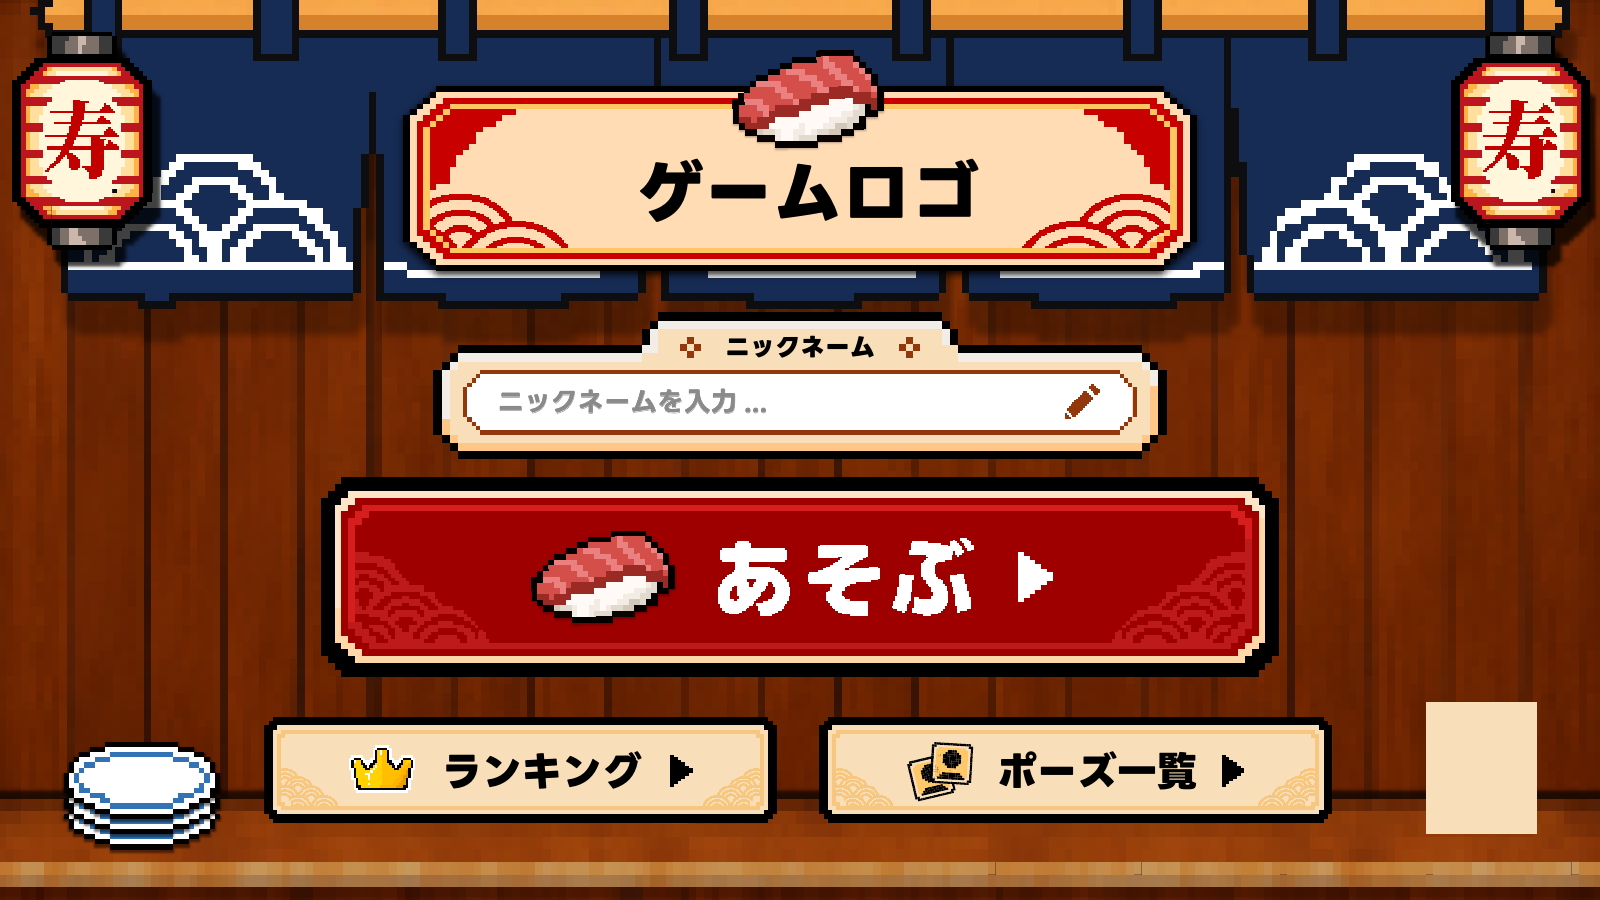 寿
寿
ゲームロゴ
ニックネーム
ニックネームを入力 ...
あそぶ
ランキング
ポーズ一覧